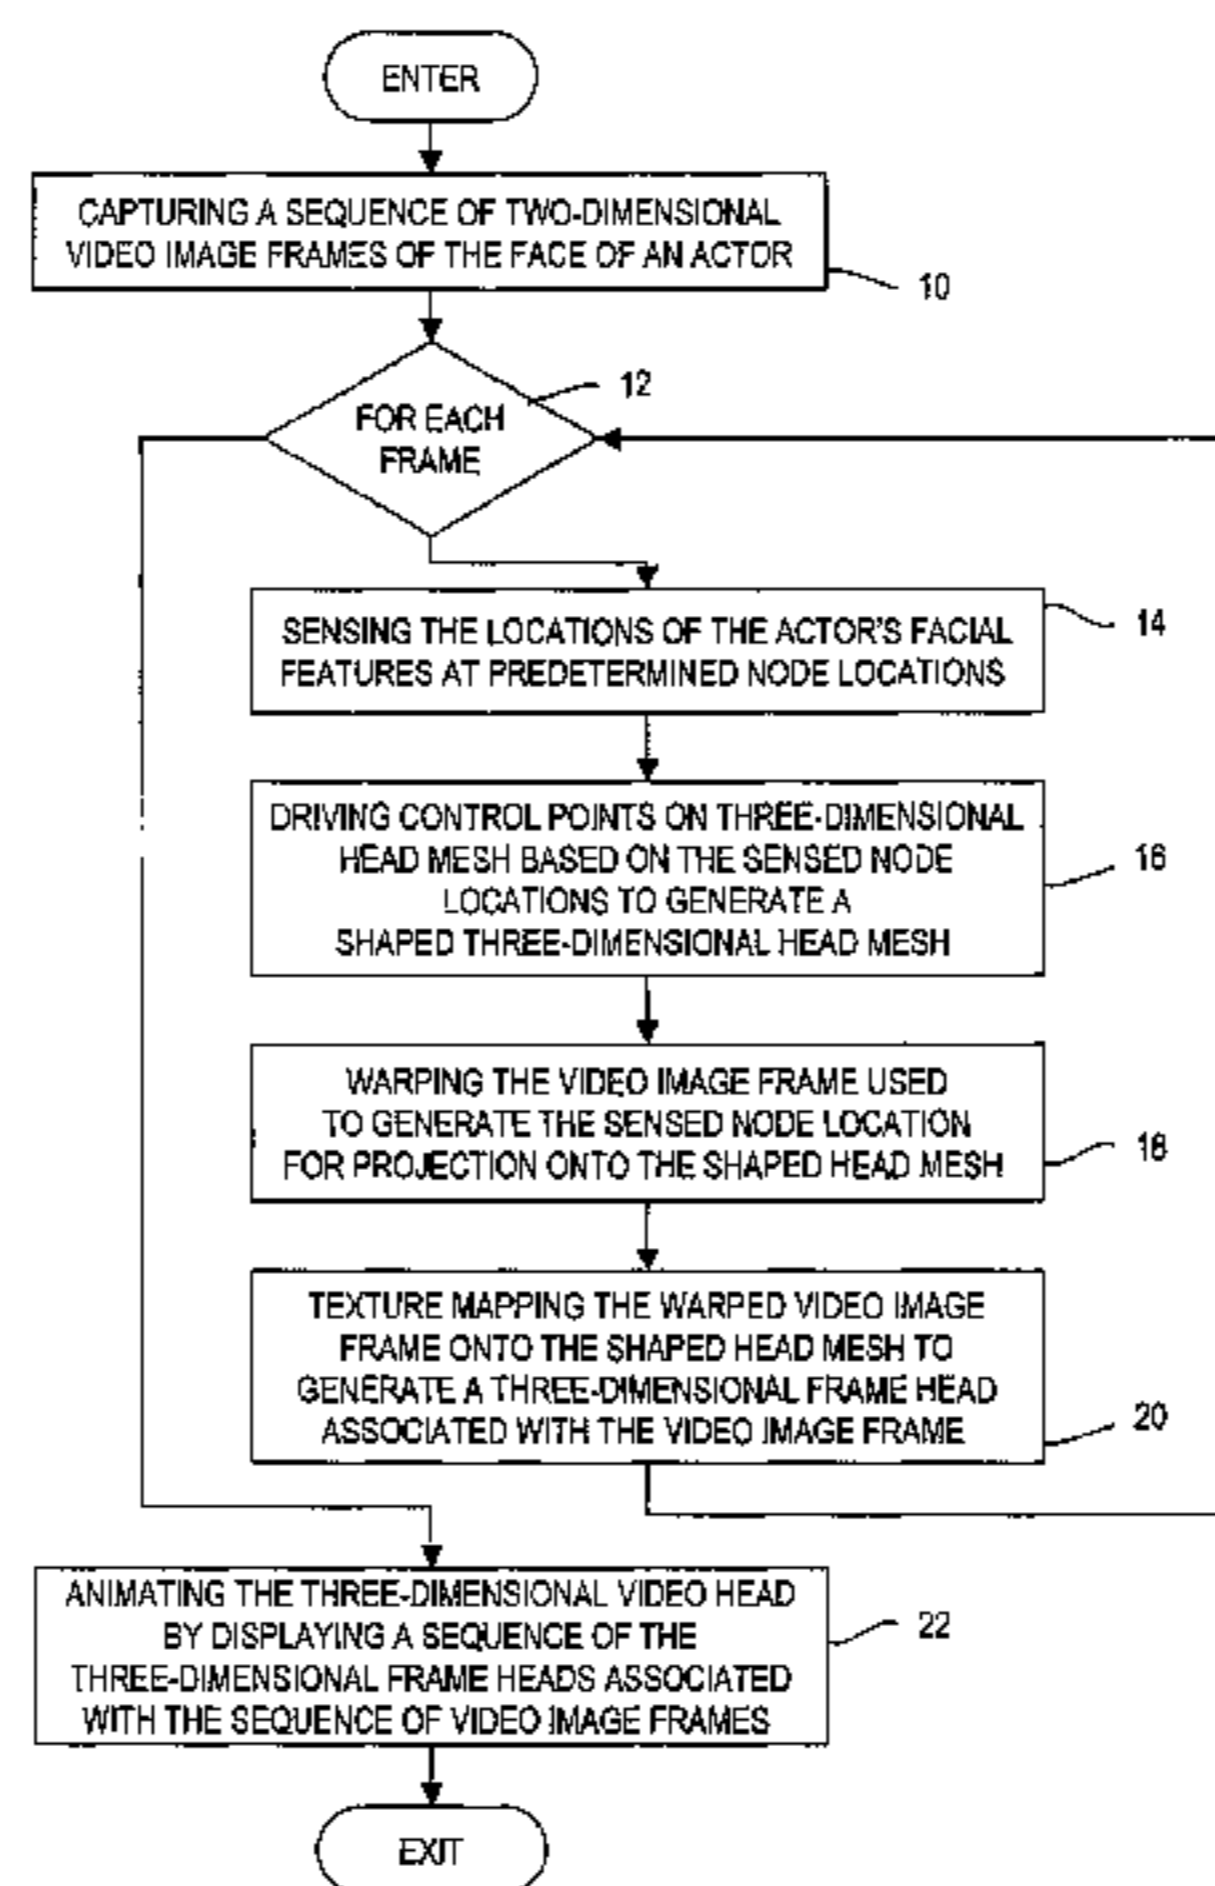 ENTER
CAPTURING A SEQUENCE OF TWO-DIMENSIONAL
VIDEO IMAGE FRAMES OF THE FACE OF AN ACTOR
10
12
FOR EACH
FRAME
SENSING THE LOCATIONS OF THE ACTOR'S FACIAL
FEATURES AT PREDETERMINED NODE LOCATIONS
14
DRIVING CONTROL POINTS ON THREE-DIMENSIONAL
HEAD MESH BASED ON THE SENSED NODE
LOCATIONS TO GENERATE A
SHAPED THREE-DIMENSIONAL HEAD MESH
16
WARPING THE VIDEO IMAGE FRAME USED
TO GENERATE THE SENSED NODE LOCATION
FOR PROJECTION ONTO THE SHAPED HEAD MESH
18
TEXTURE MAPPING THE WARPED VIDEO IMAGE
FRAME ONTO THE SHAPED HEAD MESH TO
GENERATE A THREE-DIMENSIONAL FRAME HEAD
ASSOCIATED WITH THE VIDEO IMAGE FRAME
20
ANIMATING THE THREE-DIMENSIONAL VIDEO HEAD
BY DISPLAYING A SEQUENCE OF THE
THREE-DIMENSIONAL FRAME HEADS ASSOCIATED
WITH THE SEQUENCE OF VIDEO IMAGE FRAMES
22
EXIT